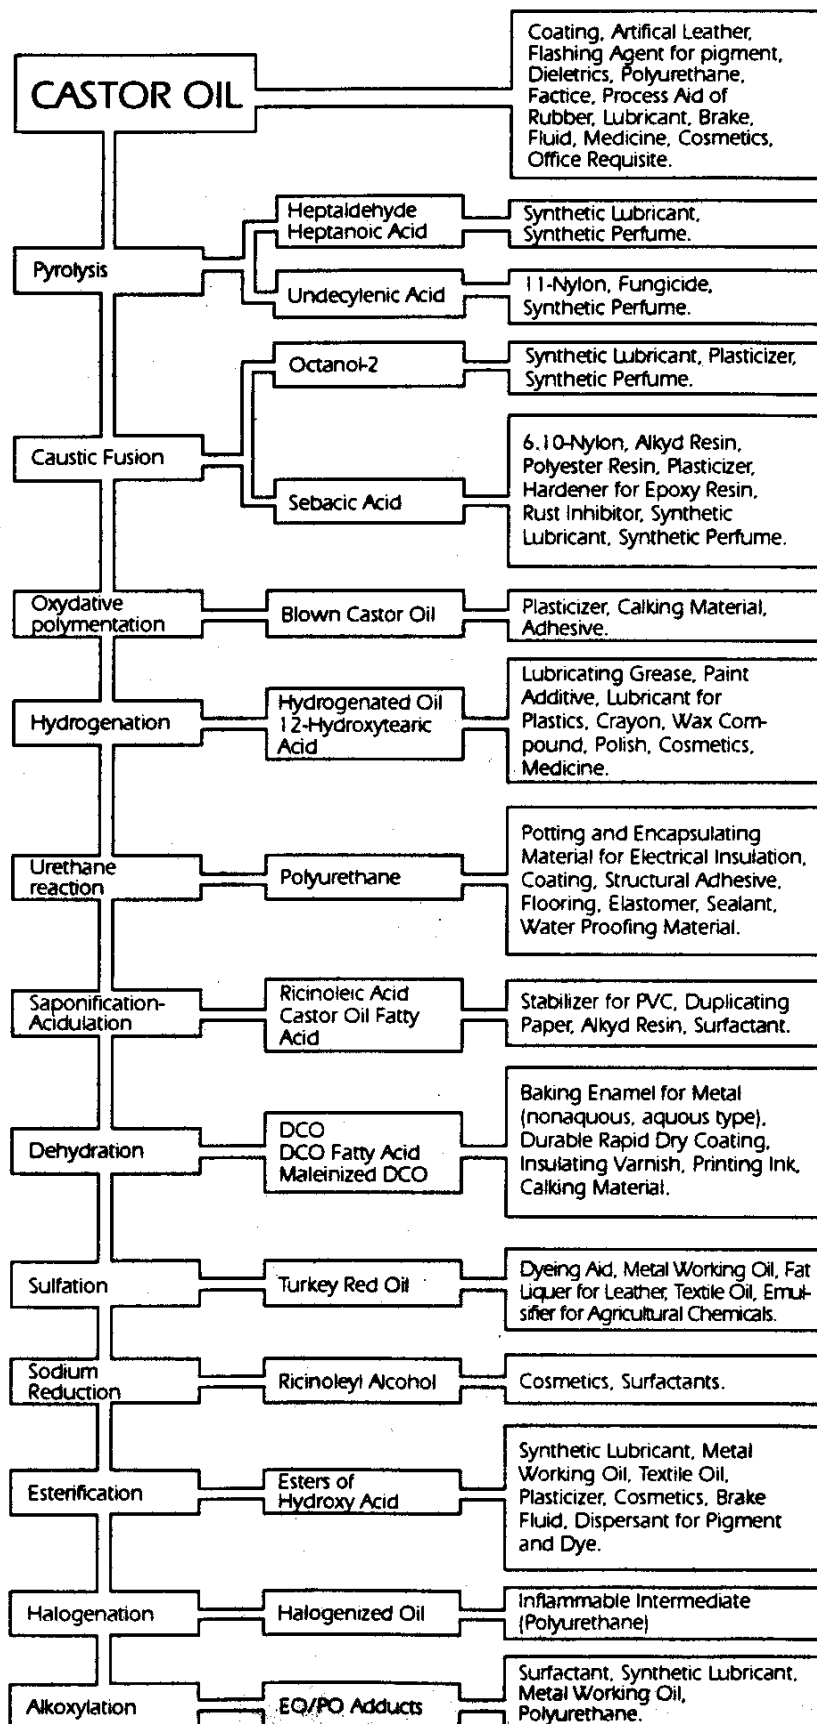 CASTOR OIL
Coating, Artifical Leather,
Flashing Agent for pigment,
Dieletrics, Polyurethane,
Factice, Process Aid of
Rubber, Lubricant, Brake,
Fluid, Medicine, Cosmetics,
Office Requisite.
Pyrolysis
Heptaldehyde
Heptanoic Acid
Synthetic Lubricant,
Synthetic Perfume.
Undecylenic Acid
11-Nylon, Fungicide,
Synthetic Perfume.
Caustic Fusion
Octanol-2
Synthetic Lubricant, Plasticizer,
Synthetic Perfume.
Sebacic Acid
6.10-Nylon, Alkyd Resin,
Polyester Resin, Plasticizer,
Hardener for Epoxy Resin,
Rust Inhibitor, Synthetic
Lubricant, Synthetic Perfume.
Oxydative
polymentation
Blown Castor Oil
Plasticizer, Calking Material,
Adhesive.
Hydrogenation
Hydrogenated Oil
12-Hydroxytearic
Acid
Lubricating Grease, Paint
Additive, Lubricant for
Plastics, Crayon, Wax Com-
pound, Polish, Cosmetics,
Medicine.
Urethane
reaction
Polyurethane
Potting and Encapsulating
Material for Electrical Insulation,
Coating, Structural Adhesive,
Flooring, Elastomer, Sealant,
Water Proofing Material.
Saponification-
Acidulation
Ricinoleic Acid
Castor Oil Fatty
Acid
Stabilizer for PVC, Duplicating
Paper, Alkyd Resin, Surfactant.
Dehydration
DCO
DCO Fatty Acid
Maleinized DCO
Baking Enamel for Metal
(nonaquous, aquous type),
Durable Rapid Dry Coating,
Insulating Varnish, Printing Ink,
Calking Material.
Sulfation
Turkey Red Oil
Dyeing Aid, Metal Working Oil, Fat
Liquer for Leather, Textile Oil, Emul-
sifier for Agricultural Chemicals.
Sodium
Reduction
Ricinoleyl Alcohol
Cosmetics, Surfactants.
Esterification
Esters of
Hydroxy Acid
Synthetic Lubricant, Metal
Working Oil, Textile Oil,
Plasticizer, Cosmetics, Brake
Fluid, Dispersant for Pigment
and Dye.
Halogenation
Halogenized Oil
Inflammable Intermediate
(Polyurethane)
Alkoxylation
EO/PO Adducts
Surfactant, Synthetic Lubricant,
Metal Working Oil,
Polyurethane.